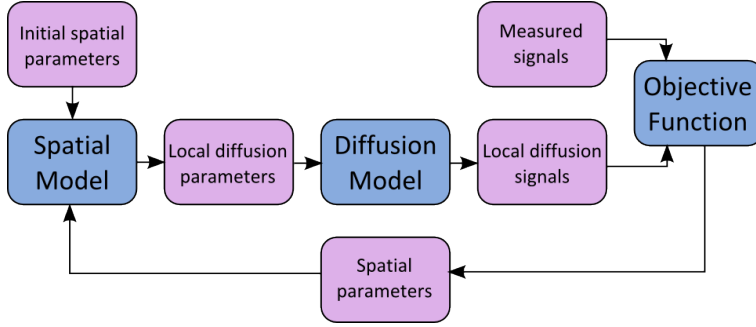 Initial spatial
parameters
Measured
signals
Objective
Function
Spatial
Model
Local diffusion
parameters
Diffusion
Model
Local diffusion
signals
Spatial
parameters